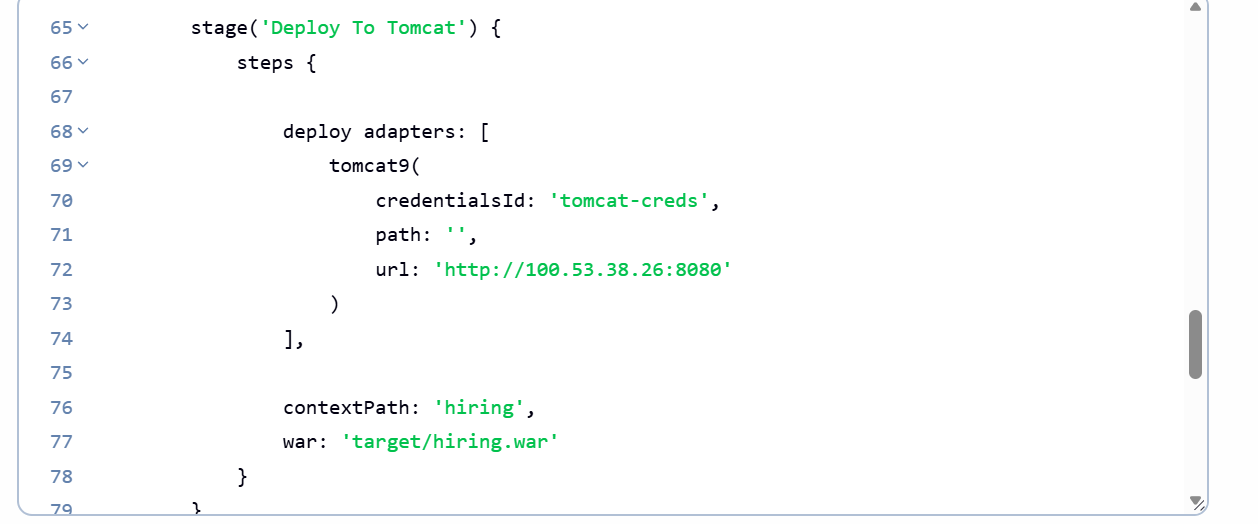 65 stage('Deploy To Tomcat') {
66 steps {
67
68 deploy adapters: [
69 tomcat9(
70 credentialsId: 'tomcat-creds',
71 path: '',
72 url: 'http://100.53.38.26:8080'
73 )
74 ],
75
76 contextPath: 'hiring',
77 war: 'target/hiring.war'
78 }
79 }